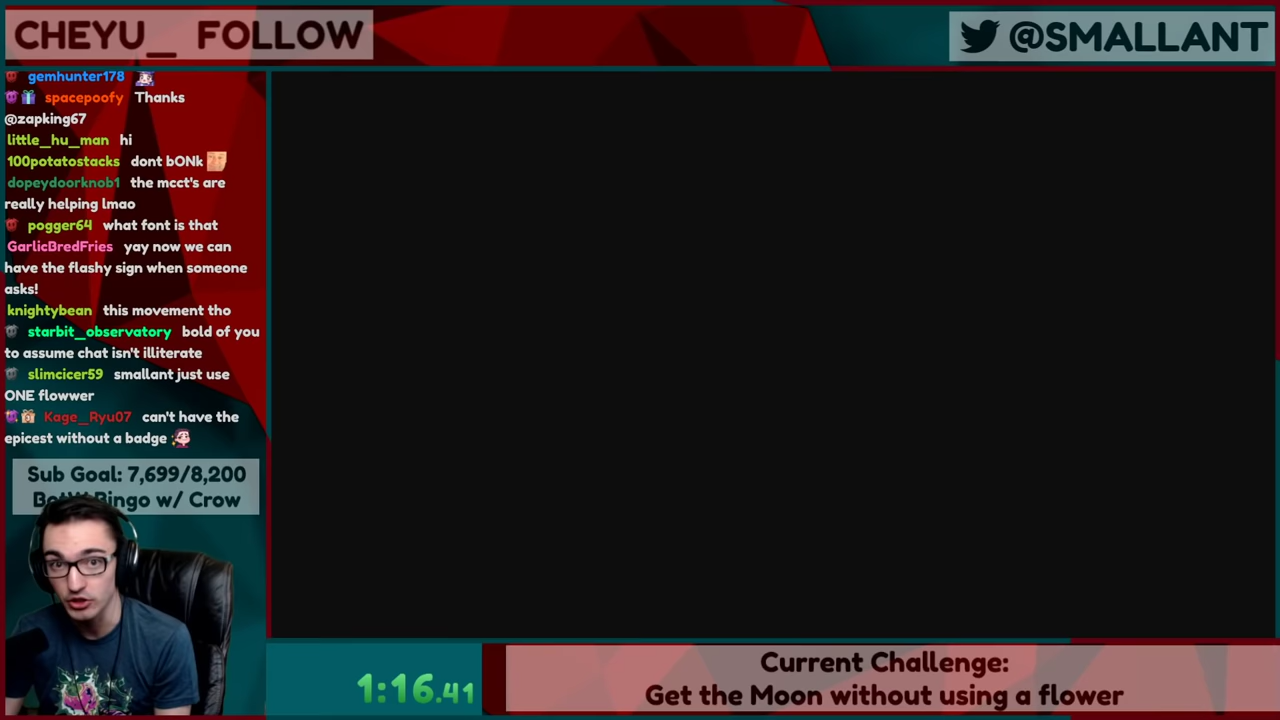 CHEYU_ FOLLOW
@SMALLANT
gemhunter178
spacepoofy Thanks
@zapking67
little_hu_man hi
100potatostacks dont bONk
dopeydoorknob1 the mcct's are
really helping lmao
pogger64 what font is that
GarlicBredFries yay now we can
have the flashy sign when someone
asks!
knightybean this movement tho
starbit_observatory bold of you
to assume chat isn't illiterate
slimcicer59 smallant just use
ONE flowwer
Kage_Ryu07 can't have the
epicest without a badge
Sub Goal: 7,699/8,200
BotW Bingo w/ Crow
1:16.41
Current Challenge:
Get the Moon without using a flower